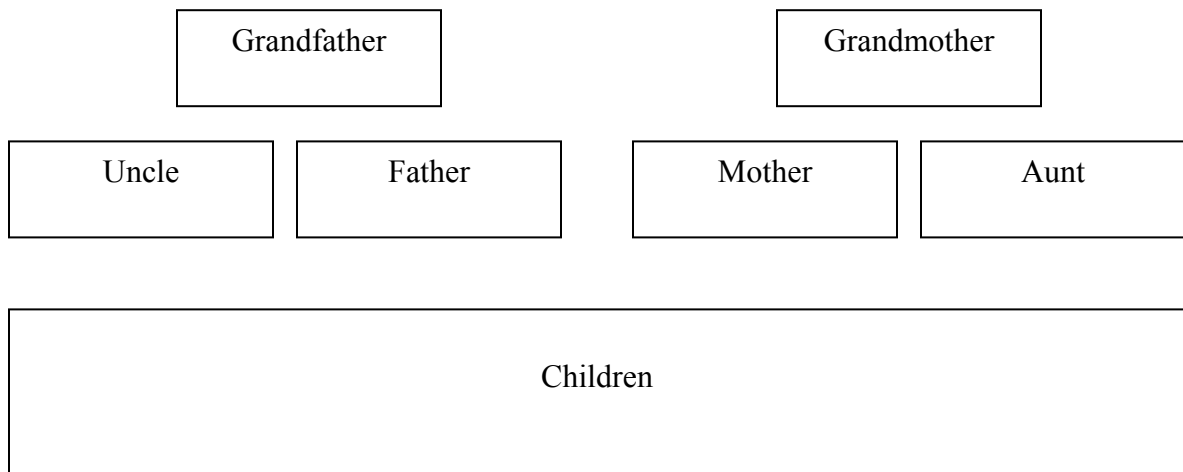 Grandfather
Grandmother
Uncle
Father
Mother
Aunt
Children